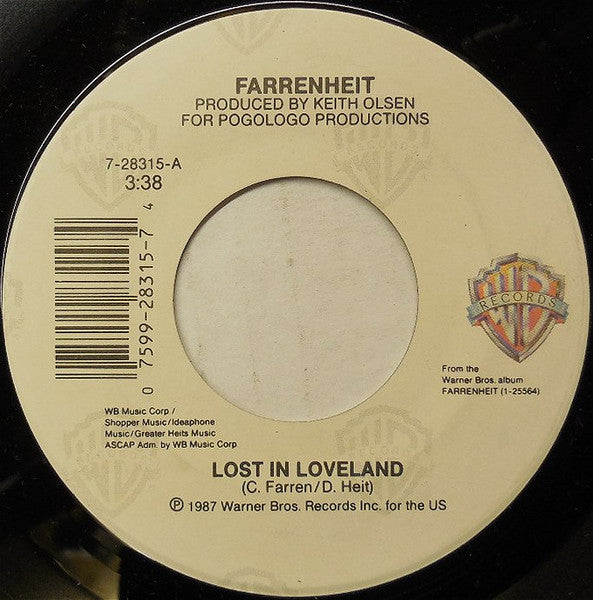 FARRENHEIT
PRODUCED BY KEITH OLSEN
FOR POGOLOGO PRODUCTIONS
7-28315-A
3:38
0 7599-28315-7 4
WB
RECORDS
From the
Warner Bros. album
FARRENHEIT (1-25564)
WB Music Corp /
Shopper Music/Ideaphone
Music/Greater Heits Music
ASCAP Adm. by WB Music Corp
LOST IN LOVELAND
(C. Farren/D. Heit)
℗ 1987 Warner Bros. Records Inc. for the US